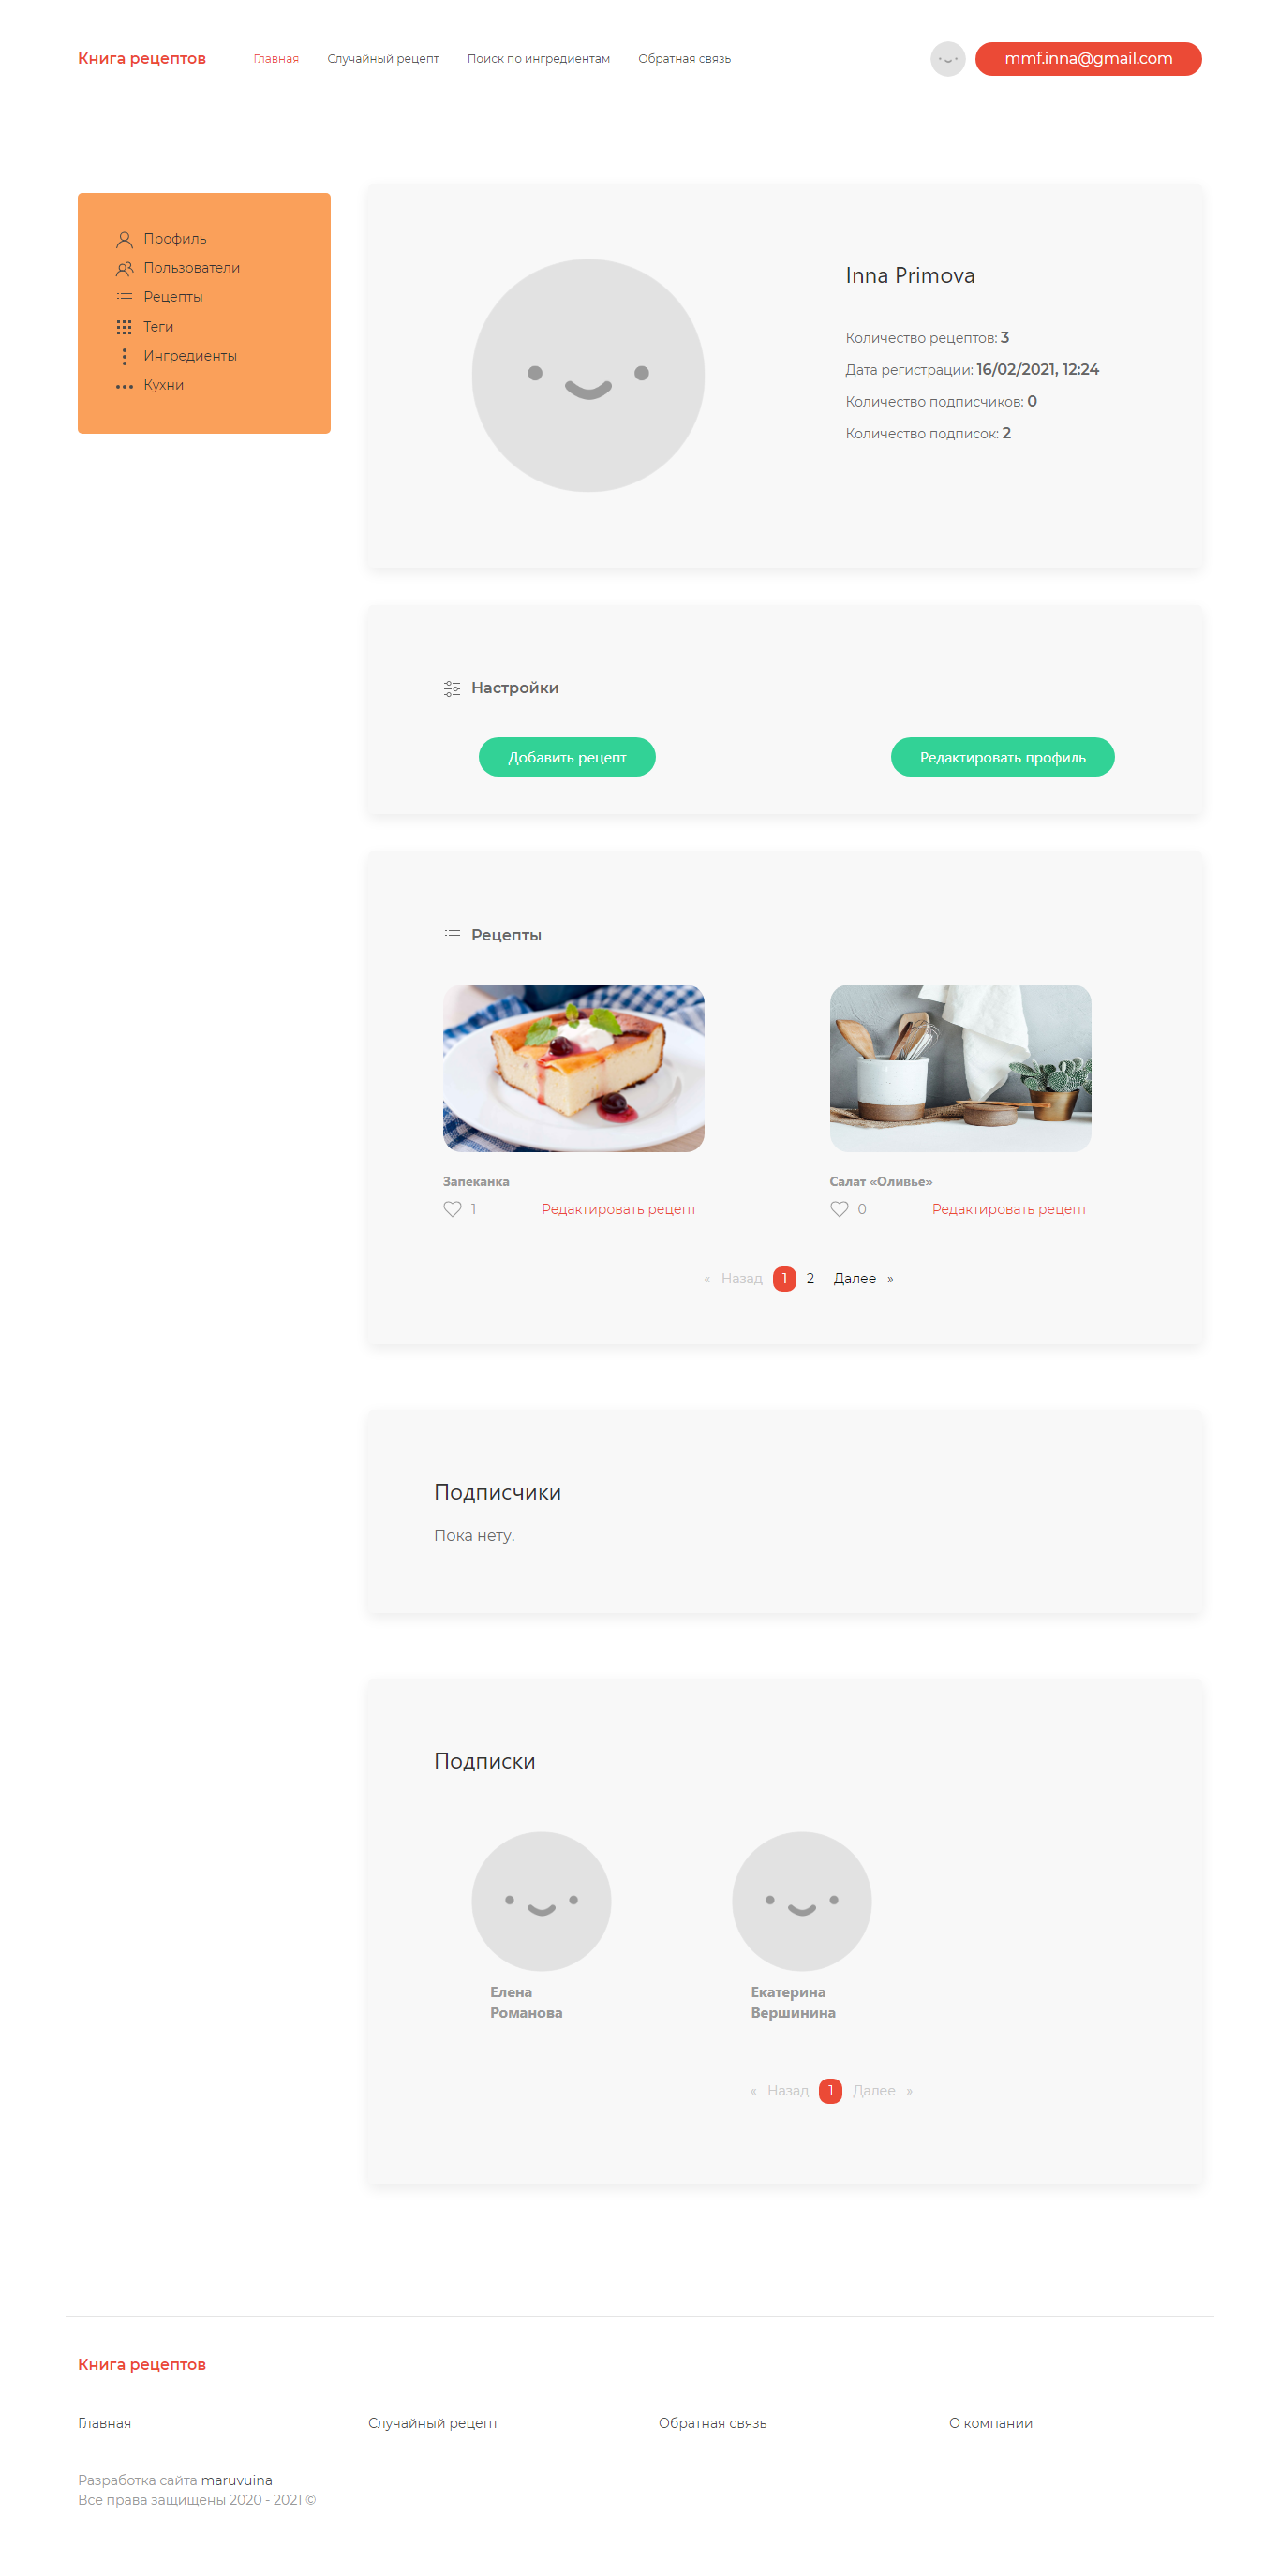 Книга рецептов
Главная
Случайный рецепт
Поиск по ингредиентам
Обратная связь
mmf.inna@gmail.com
Профиль
Пользователи
Рецепты
Теги
Ингредиенты
Кухни
Inna Primova
Количество рецептов: 3
Дата регистрации: 16/02/2021, 12:24
Количество подписчиков: 0
Количество подписок: 2
Настройки
Добавить рецепт
Редактировать профиль
Рецепты
Запеканка
1 Редактировать рецепт
Салат «Оливье»
0 Редактировать рецепт
« Назад 1 2 Далее »
Подписчики
Пока нету.
Подписки
Елена
Романова
Екатерина
Вершинина
« Назад 1 Далее »
Книга рецептов
Главная
Случайный рецепт
Обратная связь
О компании
Разработка сайта maruvuina
Все права защищены 2020 - 2021 ©